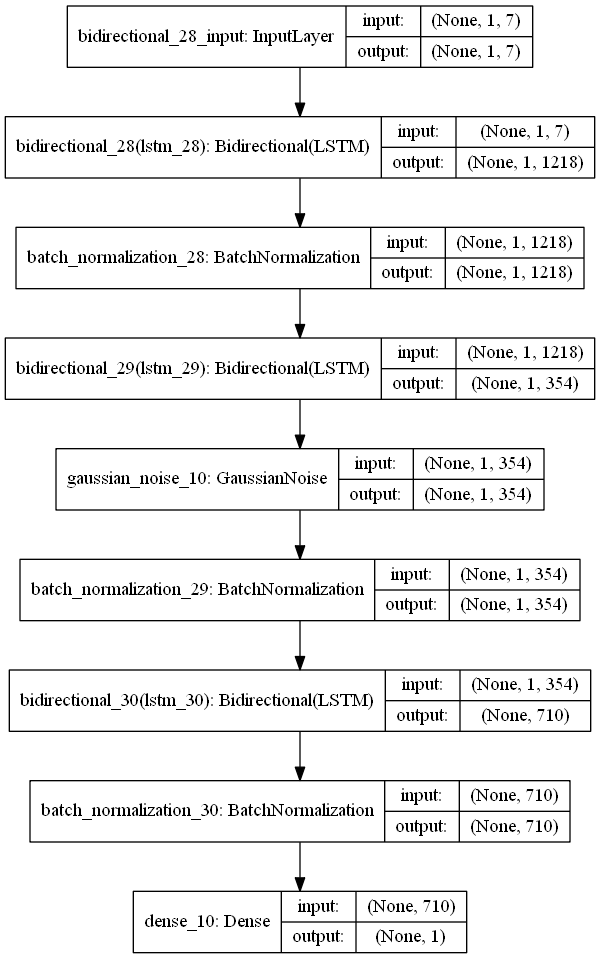 bidirectional_28_input: InputLayer
input: (None, 1, 7)
output: (None, 1, 7)
bidirectional_28(lstm_28): Bidirectional(LSTM)
input: (None, 1, 7)
output: (None, 1, 1218)
batch_normalization_28: BatchNormalization
input: (None, 1, 1218)
output: (None, 1, 1218)
bidirectional_29(lstm_29): Bidirectional(LSTM)
input: (None, 1, 1218)
output: (None, 1, 354)
gaussian_noise_10: GaussianNoise
input: (None, 1, 354)
output: (None, 1, 354)
batch_normalization_29: BatchNormalization
input: (None, 1, 354)
output: (None, 1, 354)
bidirectional_30(lstm_30): Bidirectional(LSTM)
input: (None, 1, 354)
output: (None, 710)
batch_normalization_30: BatchNormalization
input: (None, 710)
output: (None, 710)
dense_10: Dense
input: (None, 710)
output: (None, 1)